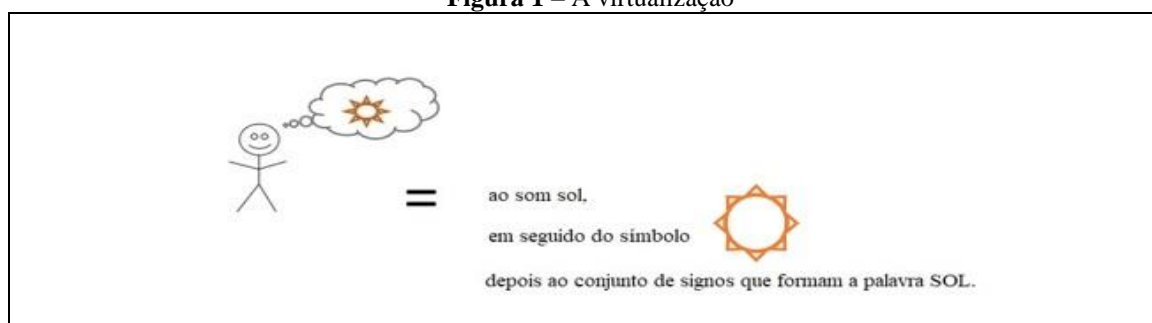 Figura 1 – A virtualização
=
ao som sol,
em seguido do símbolo
depois ao conjunto de signos que formam a palavra SOL.